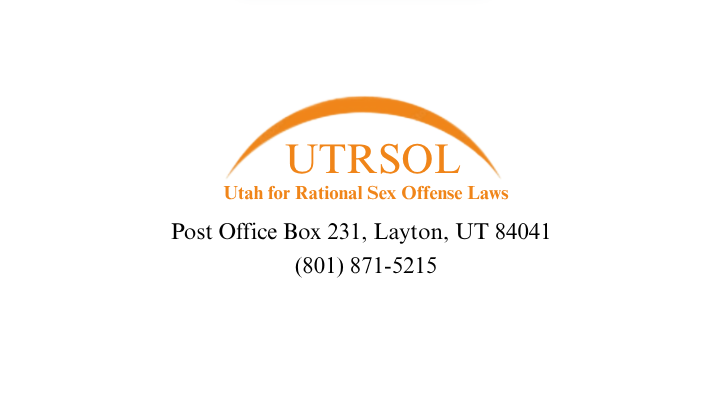 UTRSOL
Utah for Rational Sex Offense Laws
Post Office Box 231, Layton, UT 84041
(801) 871-5215